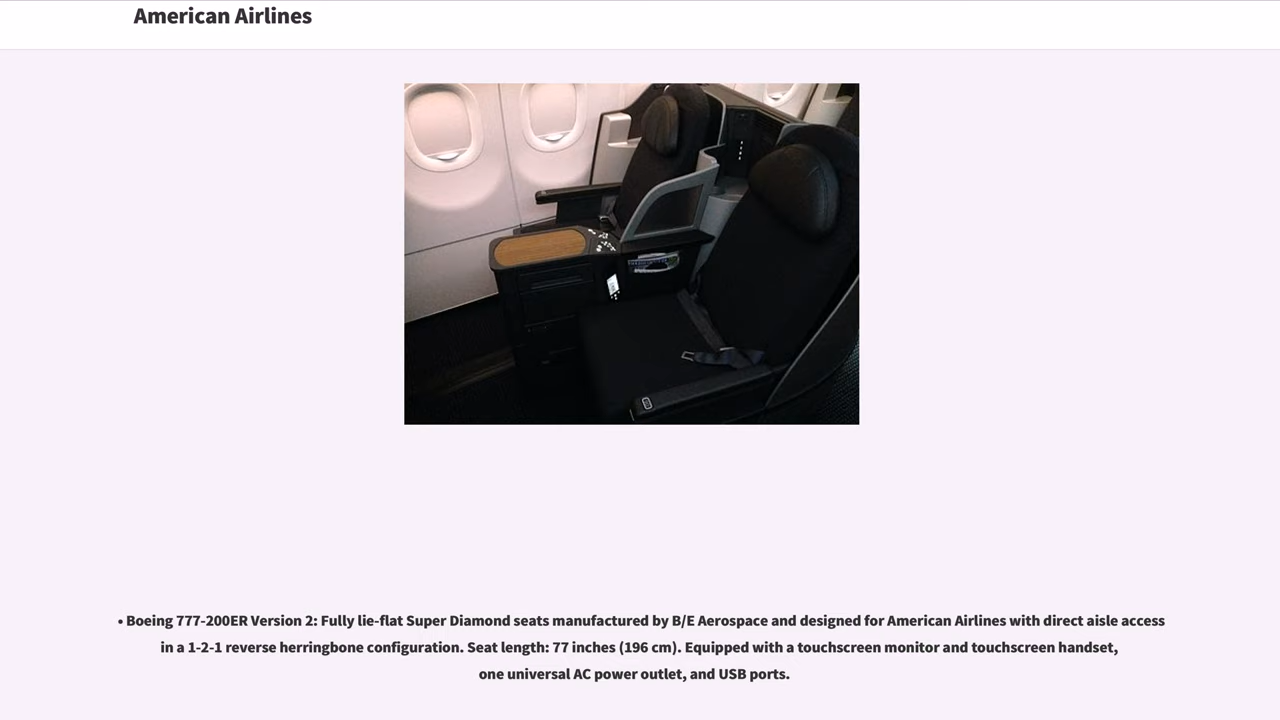 American Airlines
• Boeing 777-200ER Version 2: Fully lie-flat Super Diamond seats manufactured by B/E Aerospace and designed for American Airlines with direct aisle access
in a 1-2-1 reverse herringbone configuration. Seat length: 77 inches (196 cm). Equipped with a touchscreen monitor and touchscreen handset,
one universal AC power outlet, and USB ports.